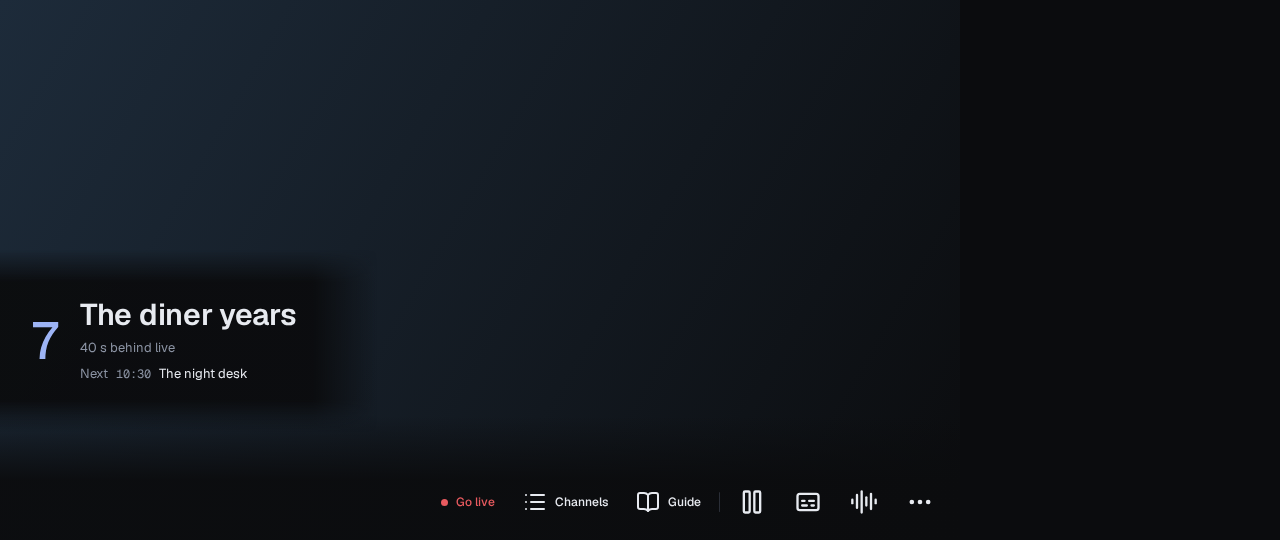 7
The diner years
40 s behind live
Next 10:30 The night desk
Go live Channels Guide